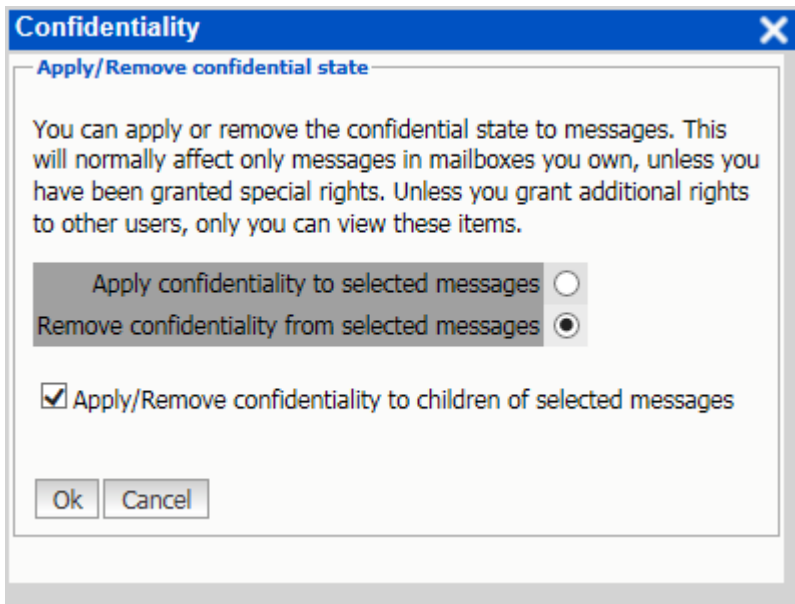 Confidentiality
Apply/Remove confidential state
You can apply or remove the confidential state to messages. This
will normally affect only messages in mailboxes you own, unless you
have been granted special rights. Unless you grant additional rights
to other users, only you can view these items.
Apply confidentiality to selected messages
Remove confidentiality from selected messages
Apply/Remove confidentiality to children of selected messages
Ok Cancel